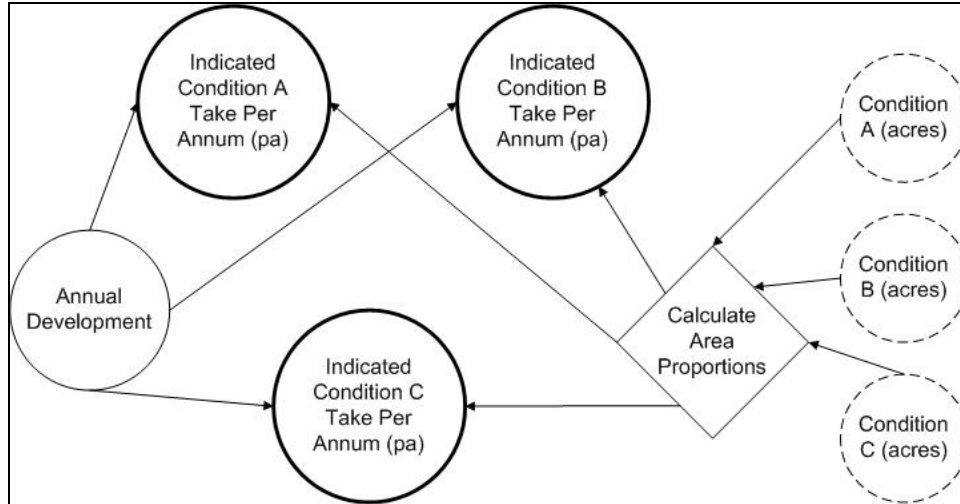 Indicated
Condition A
Take Per
Annum (pa)
Indicated
Condition B
Take Per
Annum (pa)
Condition
A (acres)
Annual
Development
Condition
B (acres)
Calculate
Area
Proportions
Indicated
Condition C
Take Per
Annum (pa)
Condition
C (acres)